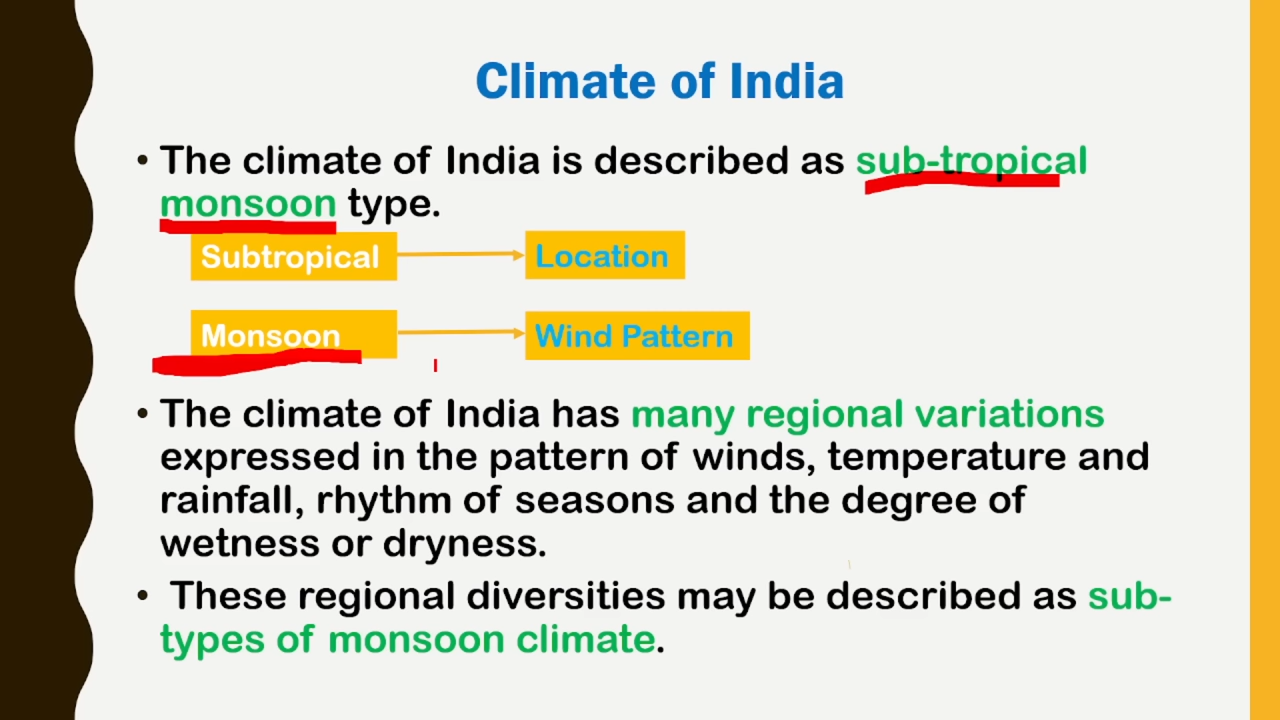 Climate of India
• The climate of India is described as sub-tropical
monsoon type.
Subtropical Location
Monsoon Wind Pattern
• The climate of India has many regional variations
expressed in the pattern of winds, temperature and
rainfall, rhythm of seasons and the degree of
wetness or dryness.
• These regional diversities may be described as sub-
types of monsoon climate.